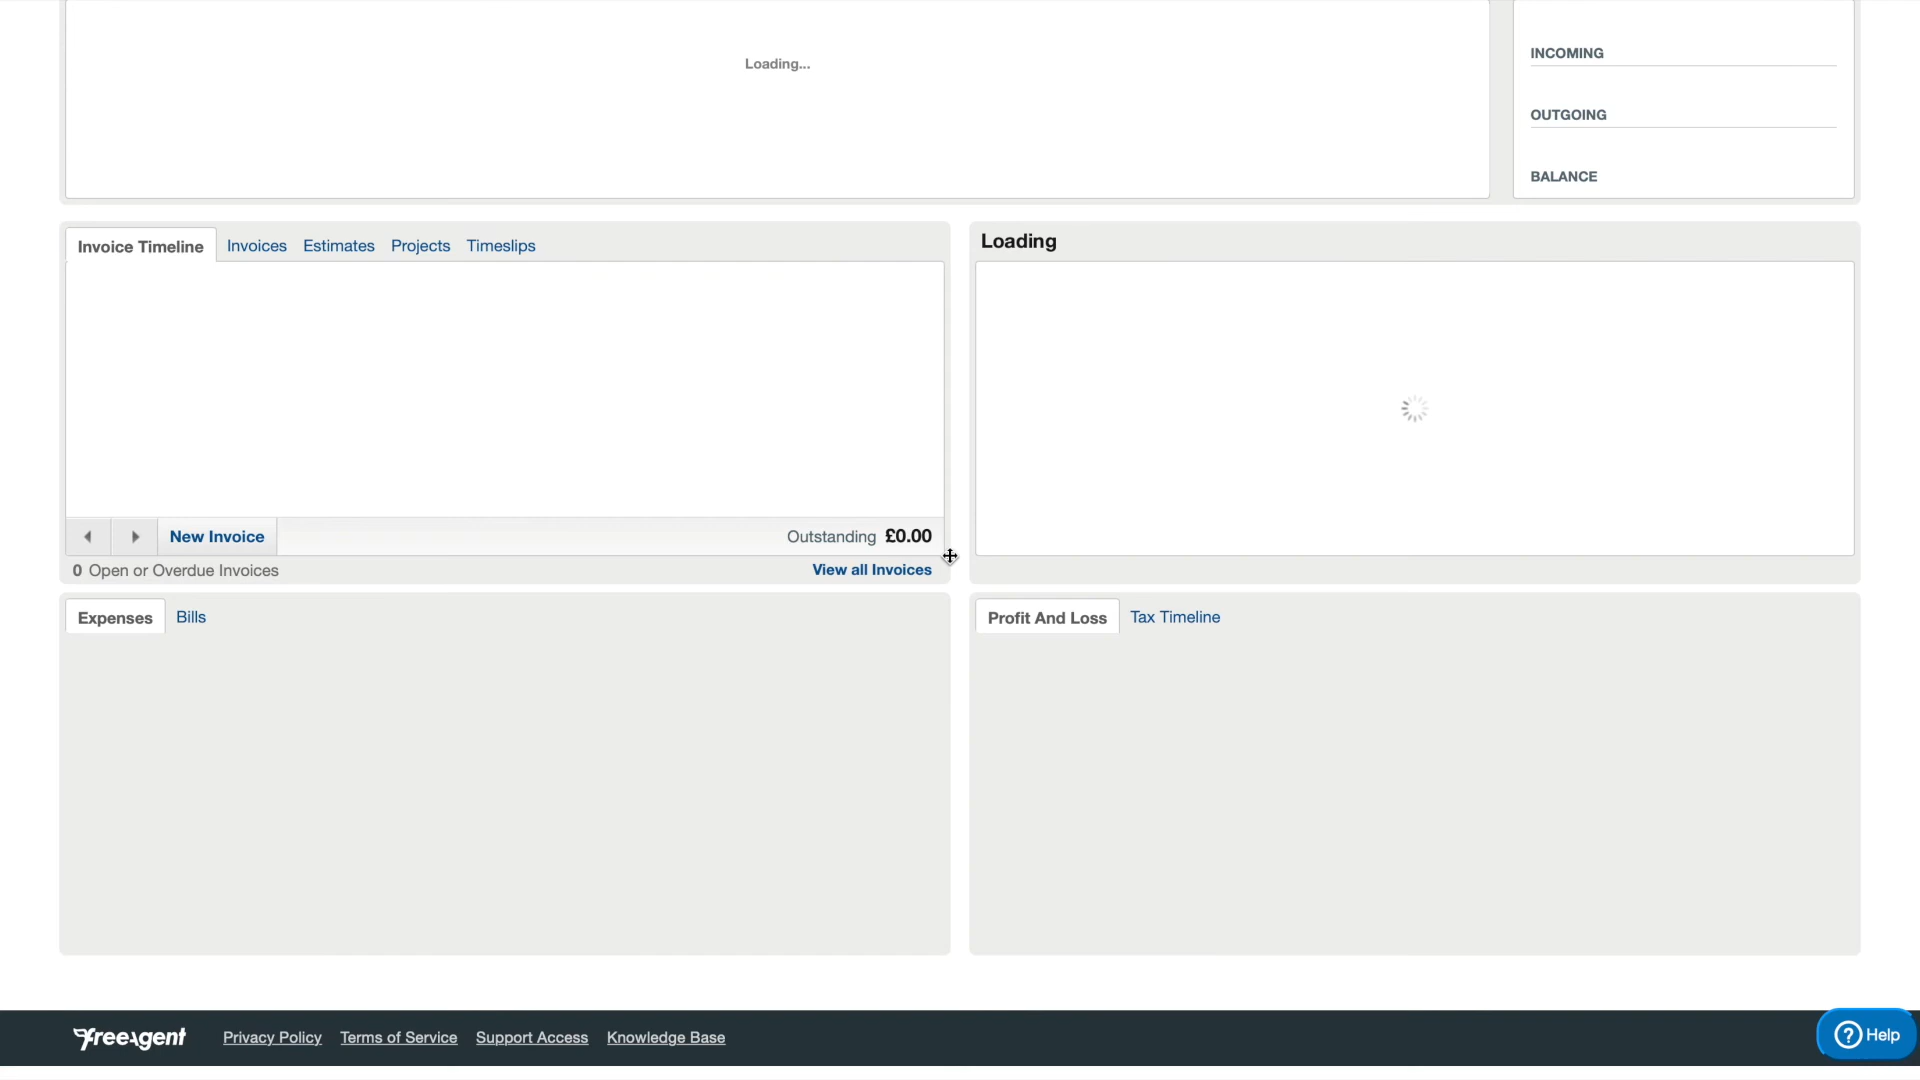 Loading...
INCOMING
OUTGOING
BALANCE
Invoice Timeline Invoices Estimates Projects Timeslips
Loading
New Invoice Outstanding £0.00
0 Open or Overdue Invoices View all Invoices
Expenses Bills
Profit And Loss Tax Timeline
freeagent Privacy Policy Terms of Service Support Access Knowledge Base
? Help